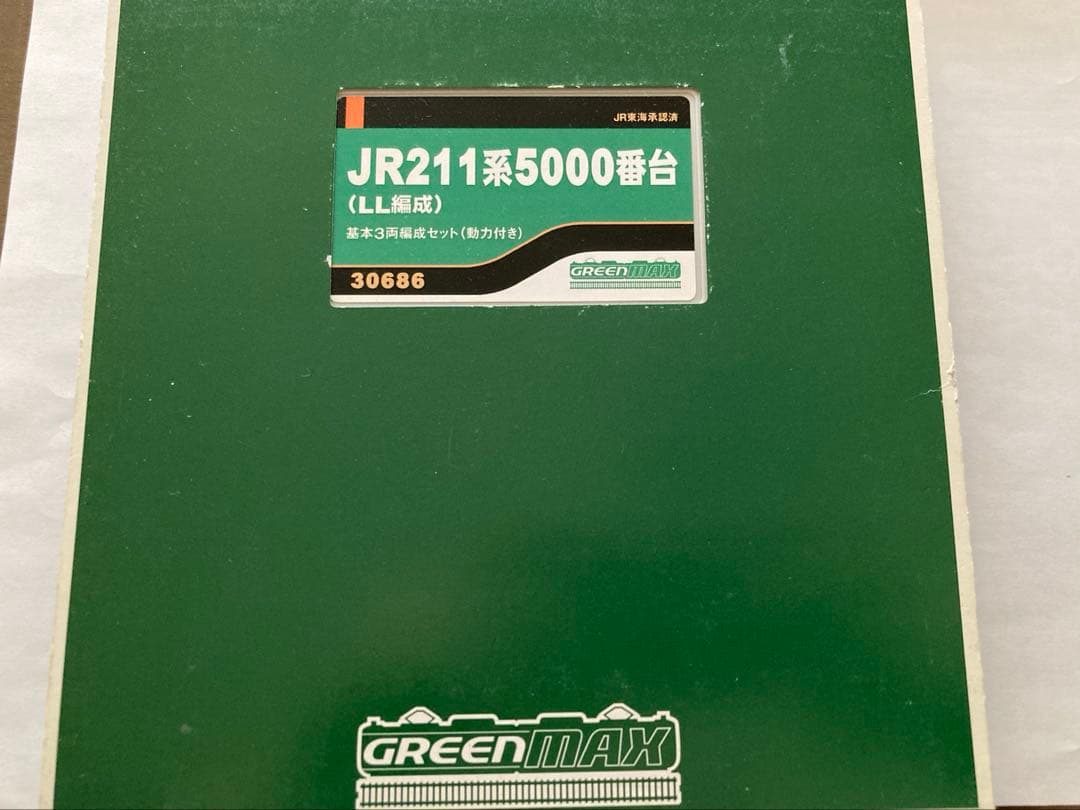 JR東海承認済
JR211系5000番台
(LL編成)
基本3両編成セット(動力付き)
30686
GREENMAX
GREENMAX